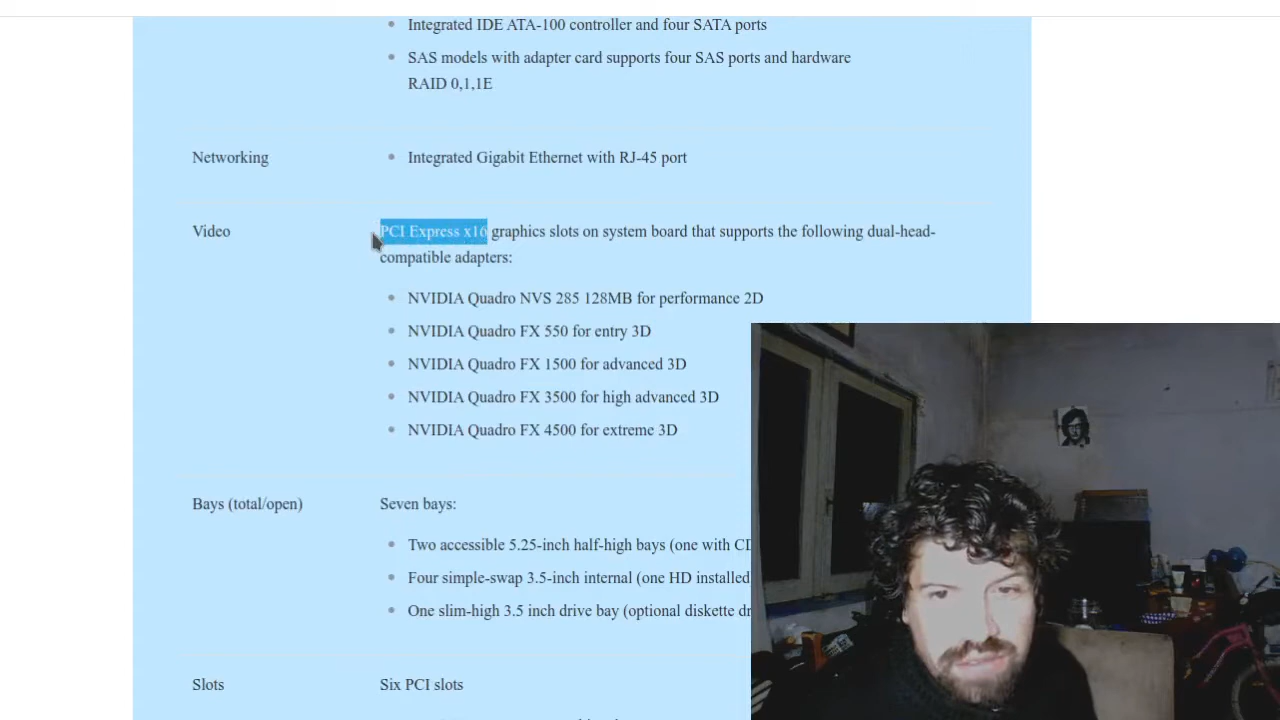 Integrated IDE ATA-100 controller and four SATA ports
SAS models with adapter card supports four SAS ports and hardware
RAID 0,1,1E
Networking
Integrated Gigabit Ethernet with RJ-45 port
Video
PCI Express x16 graphics slots on system board that supports the following dual-head-
compatible adapters:
NVIDIA Quadro NVS 285 128MB for performance 2D
NVIDIA Quadro FX 550 for entry 3D
NVIDIA Quadro FX 1500 for advanced 3D
NVIDIA Quadro FX 3500 for high advanced 3D
NVIDIA Quadro FX 4500 for extreme 3D
Bays (total/open)
Seven bays:
Two accessible 5.25-inch half-high bays (one with CD
Four simple-swap 3.5-inch internal (one HD installed
One slim-high 3.5 inch drive bay (optional diskette dr
Slots
Six PCI slots